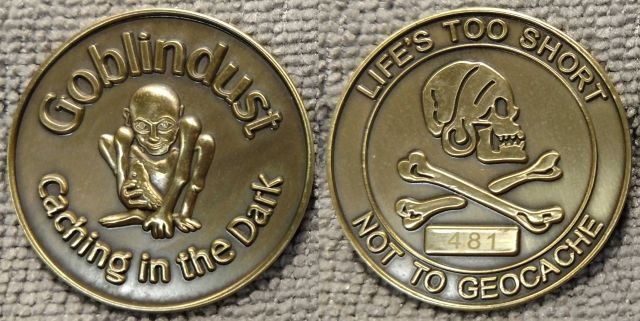 Goblindust
Caching in the Dark
LIFE'S TOO SHORT
481
NOT TO GEOCACHE